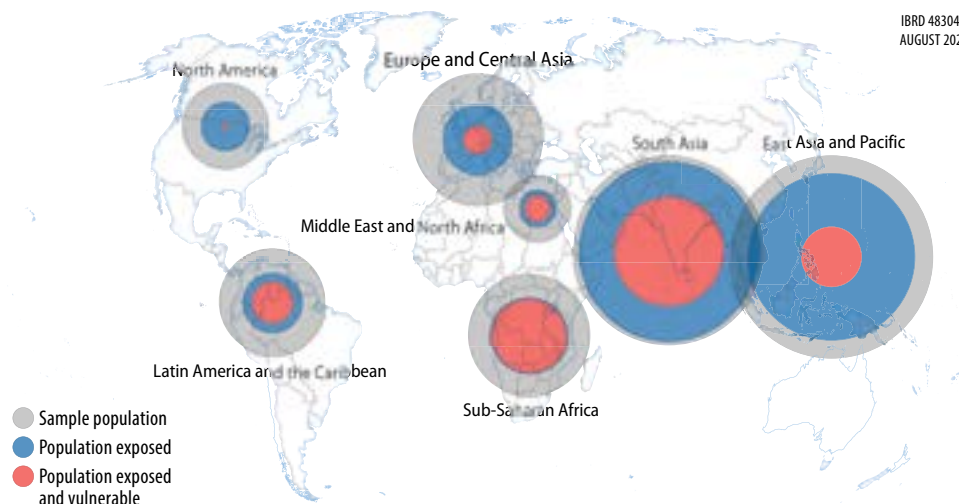 IBRD 48304
AUGUST 202
North America
Europe and Central Asia
South Asia
East Asia and Pacific
Middle East and North Africa
Latin America and the Caribbean
Sub-Saharan Africa
Sample population
Population exposed
Population exposed
and vulnerable